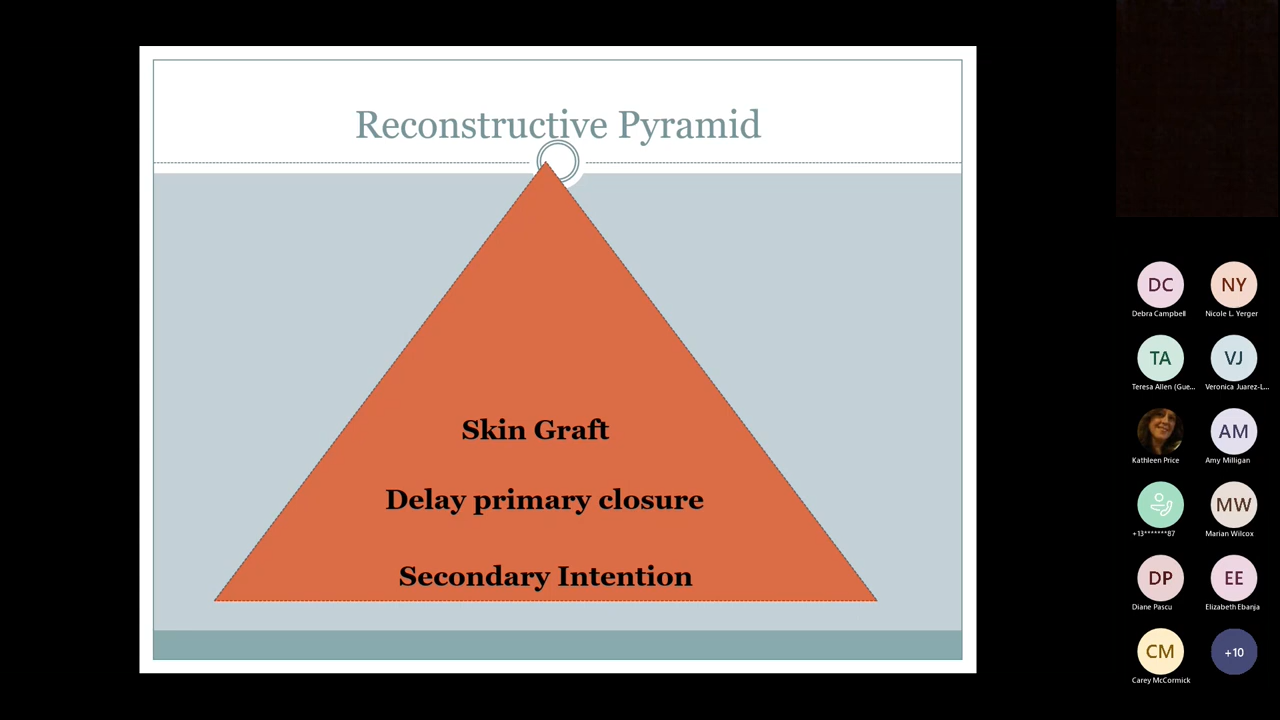 Reconstructive Pyramid
Skin Graft
Delay primary closure
Secondary Intention
DC
NY
Debra Campbell
Nicole L. Yerger
TA
VJ
Teresa Allen (Gue...
Veronica Juarez-L...
Kathleen Price
AM
Amy Milligan
+13*******87
MW
Marian Wilcox
DP
EE
Diane Pascu
Elizabeth Ebanja
CM
+10
Carey McCormick